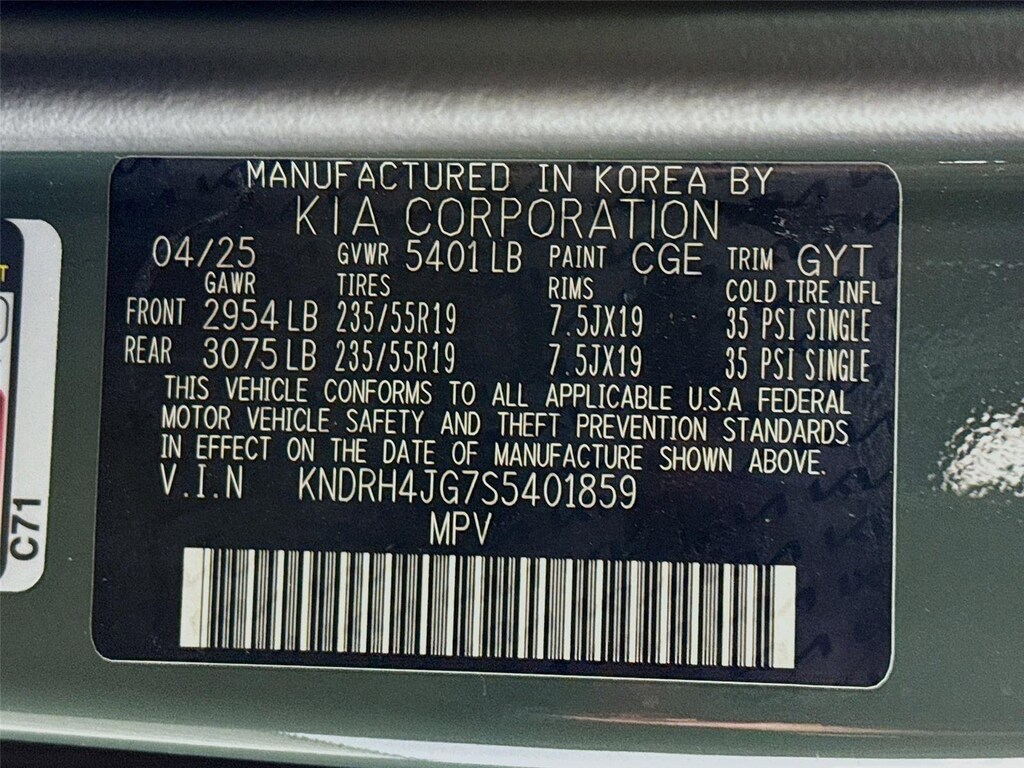 MANUFACTURED IN KOREA BY
KIA CORPORATION
04/25 GVWR 5401 LB PAINT CGE TRIM GYT
GAWR TIRES RIMS COLD TIRE INFL
FRONT 2954 LB 235/55R19 7.5JX19 35 PSI SINGLE
REAR 3075 LB 235/55R19 7.5JX19 35 PSI SINGLE
THIS VEHICLE CONFORMS TO ALL APPLICABLE U.S.A FEDERAL
MOTOR VEHICLE SAFETY AND THEFT PREVENTION STANDARDS
IN EFFECT ON THE DATE OF MANUFACTURE SHOWN ABOVE.
V.I.N KNDRH4JG7S5401859
MPV
C71